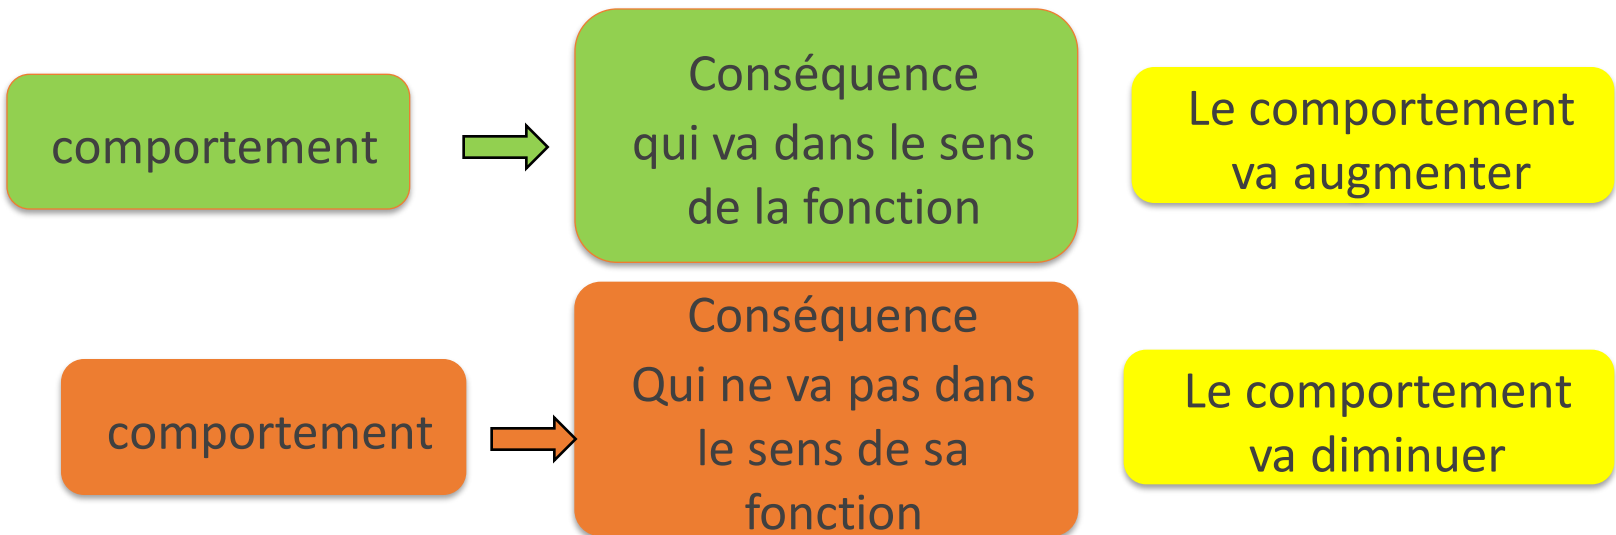 comportement
Conséquence
qui va dans le sens
de la fonction
Le comportement
va augmenter
comportement
Conséquence
Qui ne va pas dans
le sens de sa
fonction
Le comportement
va diminuer